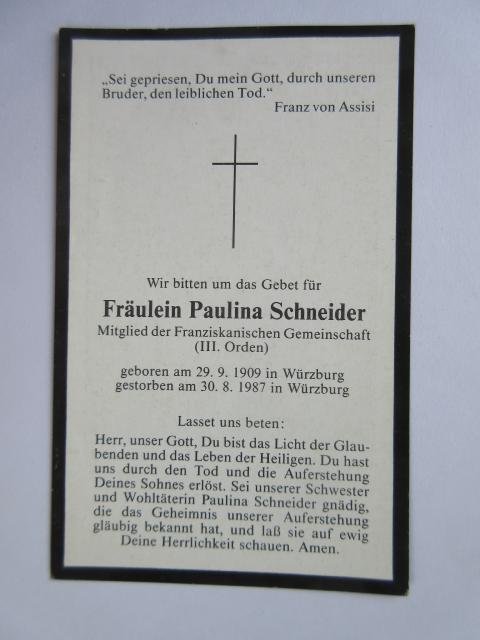 „Sei gepriesen, Du mein Gott, durch unseren
Bruder, den leiblichen Tod."
Franz von Assisi
Wir bitten um das Gebet für
Fräulein Paulina Schneider
Mitglied der Franziskanischen Gemeinschaft
(III. Orden)
geboren am 29. 9. 1909 in Würzburg
gestorben am 30. 8. 1987 in Würzburg
Lasset uns beten:
Herr, unser Gott, Du bist das Licht der Glau-
benden und das Leben der Heiligen. Du hast
uns durch den Tod und die Auferstehung
Deines Sohnes erlöst. Sei unserer Schwester
und Wohltäterin Paulina Schneider gnädig,
die das Geheimnis unserer Auferstehung
gläubig bekannt hat, und laß sie auf ewig
Deine Herrlichkeit schauen. Amen.